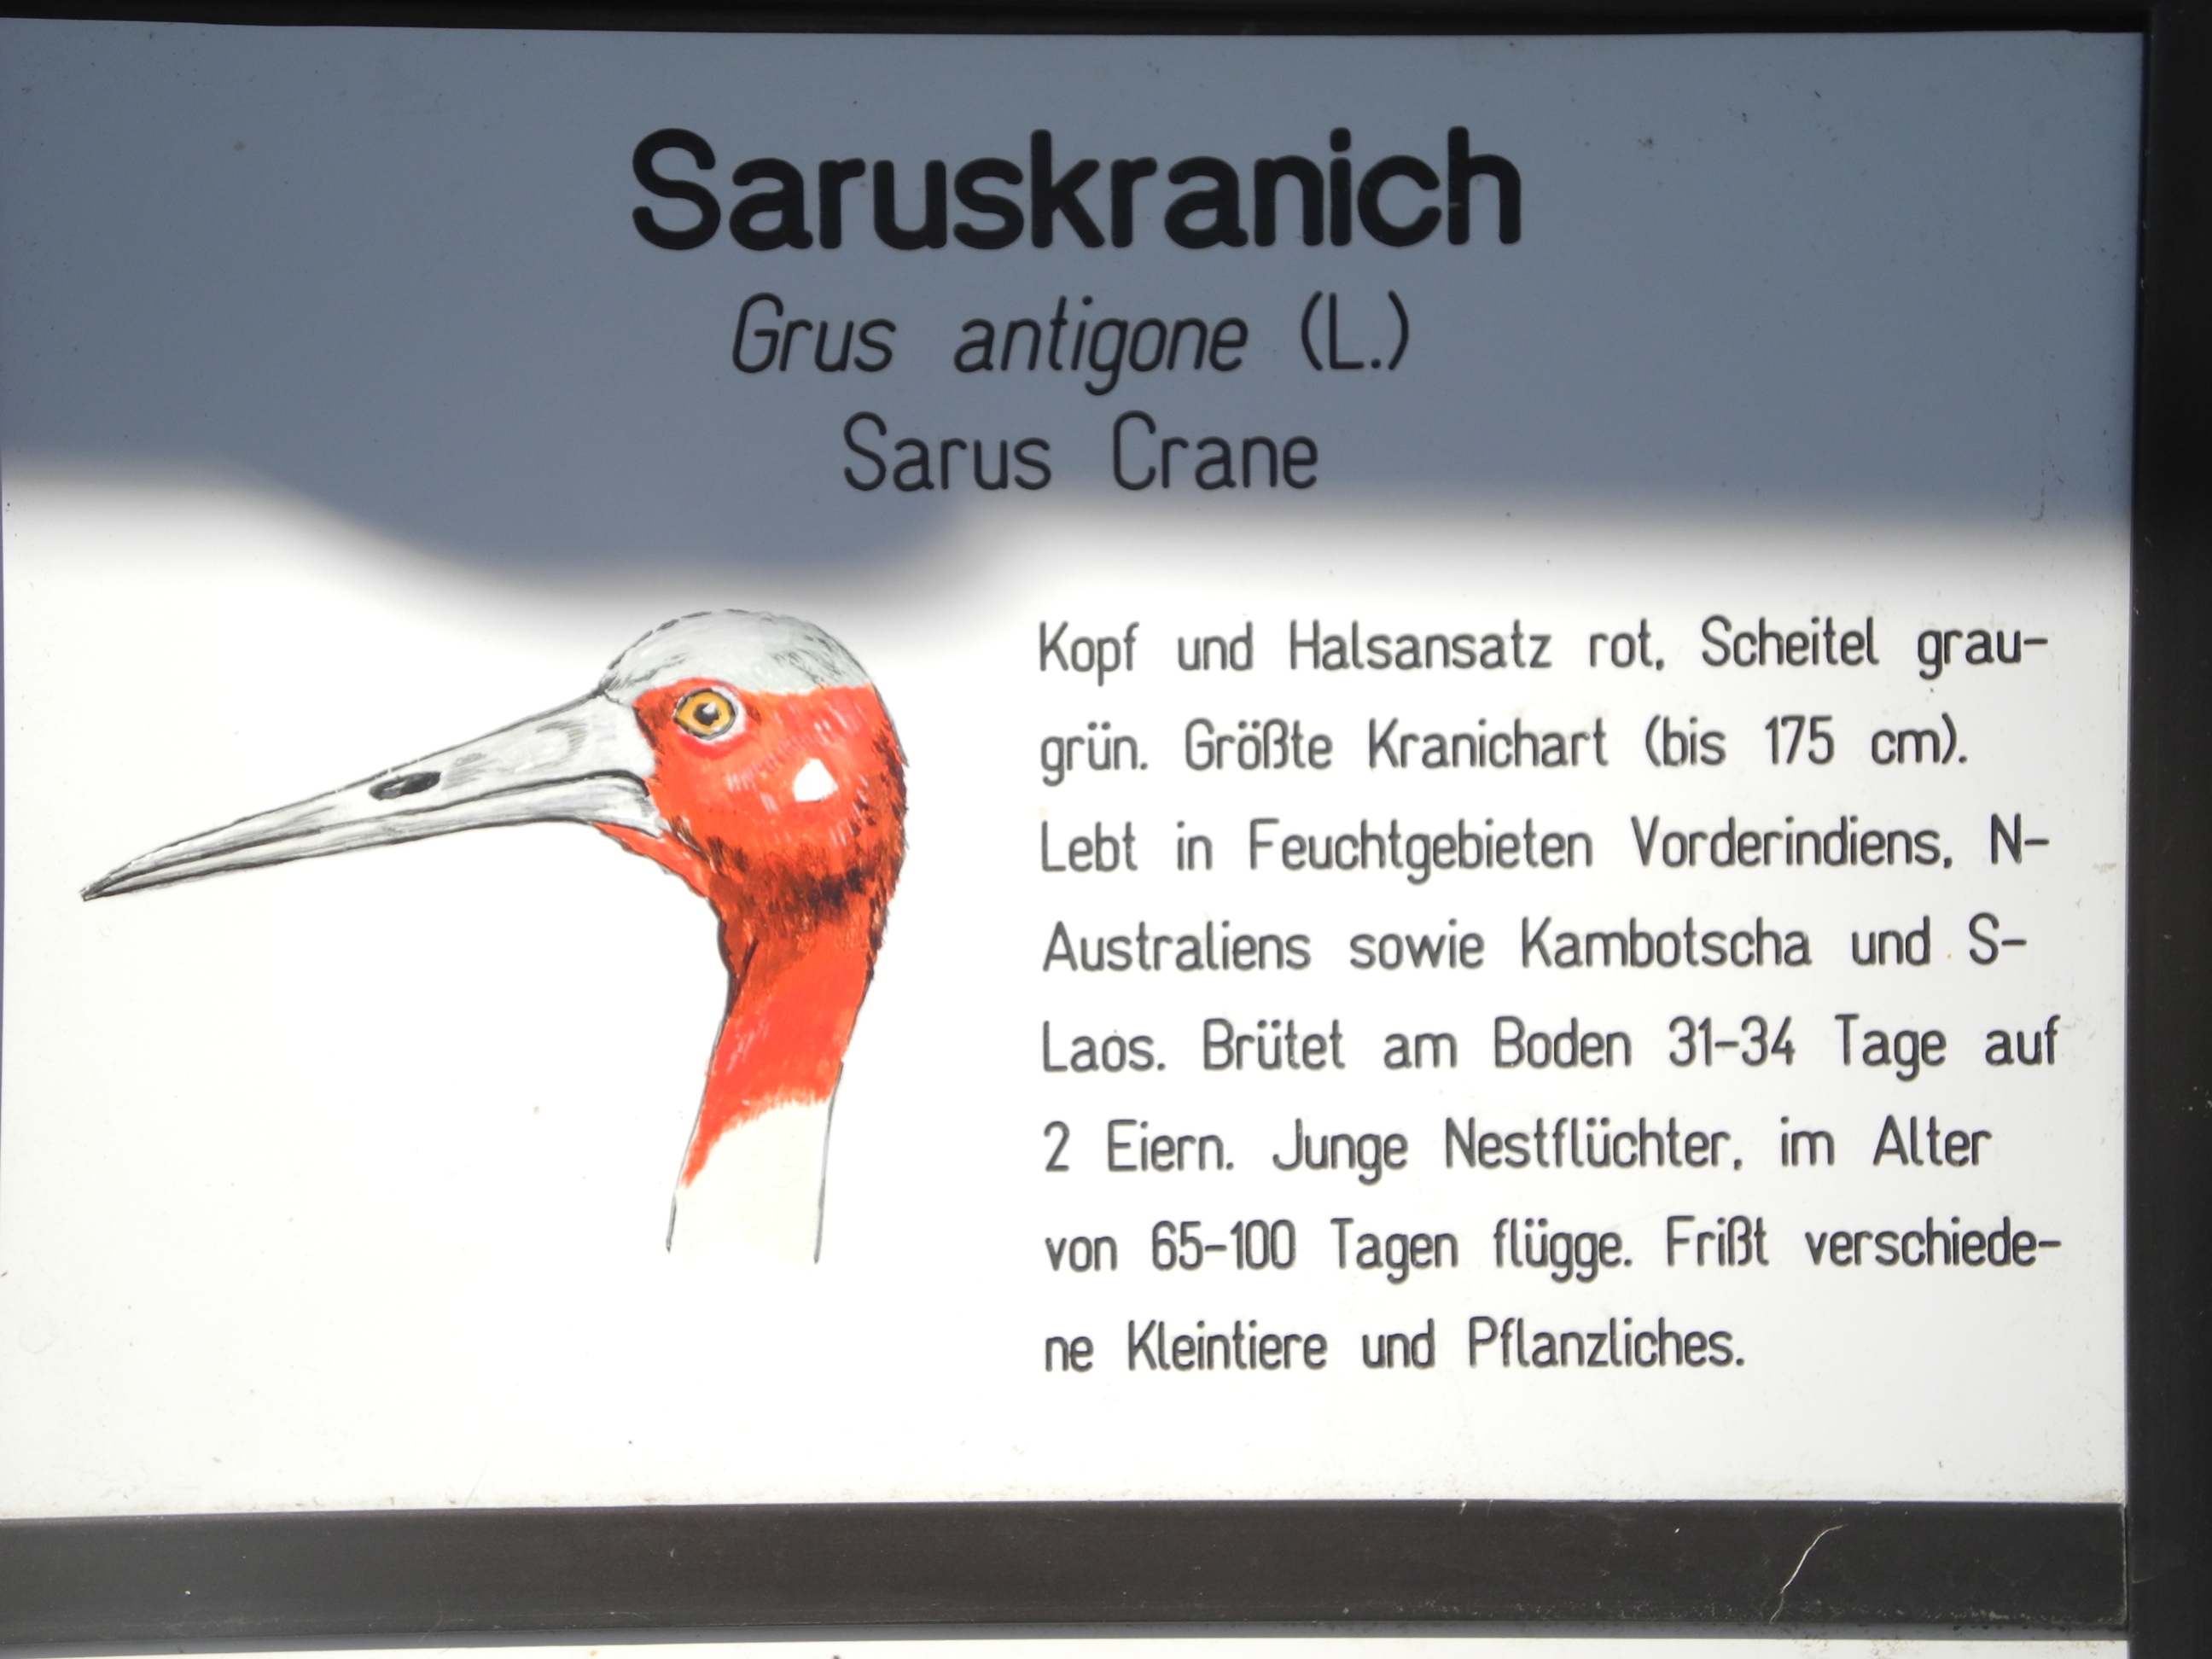 Saruskranich
Grus antigone (L.)
Sarus Crane
Kopf und Halsansatz rot, Scheitel grau-
grün. Größte Kranichart (bis 175 cm).
Lebt in Feuchtgebieten Vorderindiens, N-
Australiens sowie Kambotscha und S-
Laos. Brütet am Boden 31-34 Tage auf
2 Eiern. Junge Nestflüchter, im Alter
von 65-100 Tagen flügge. Frißt verschiede-
ne Kleintiere und Pflanzliches.